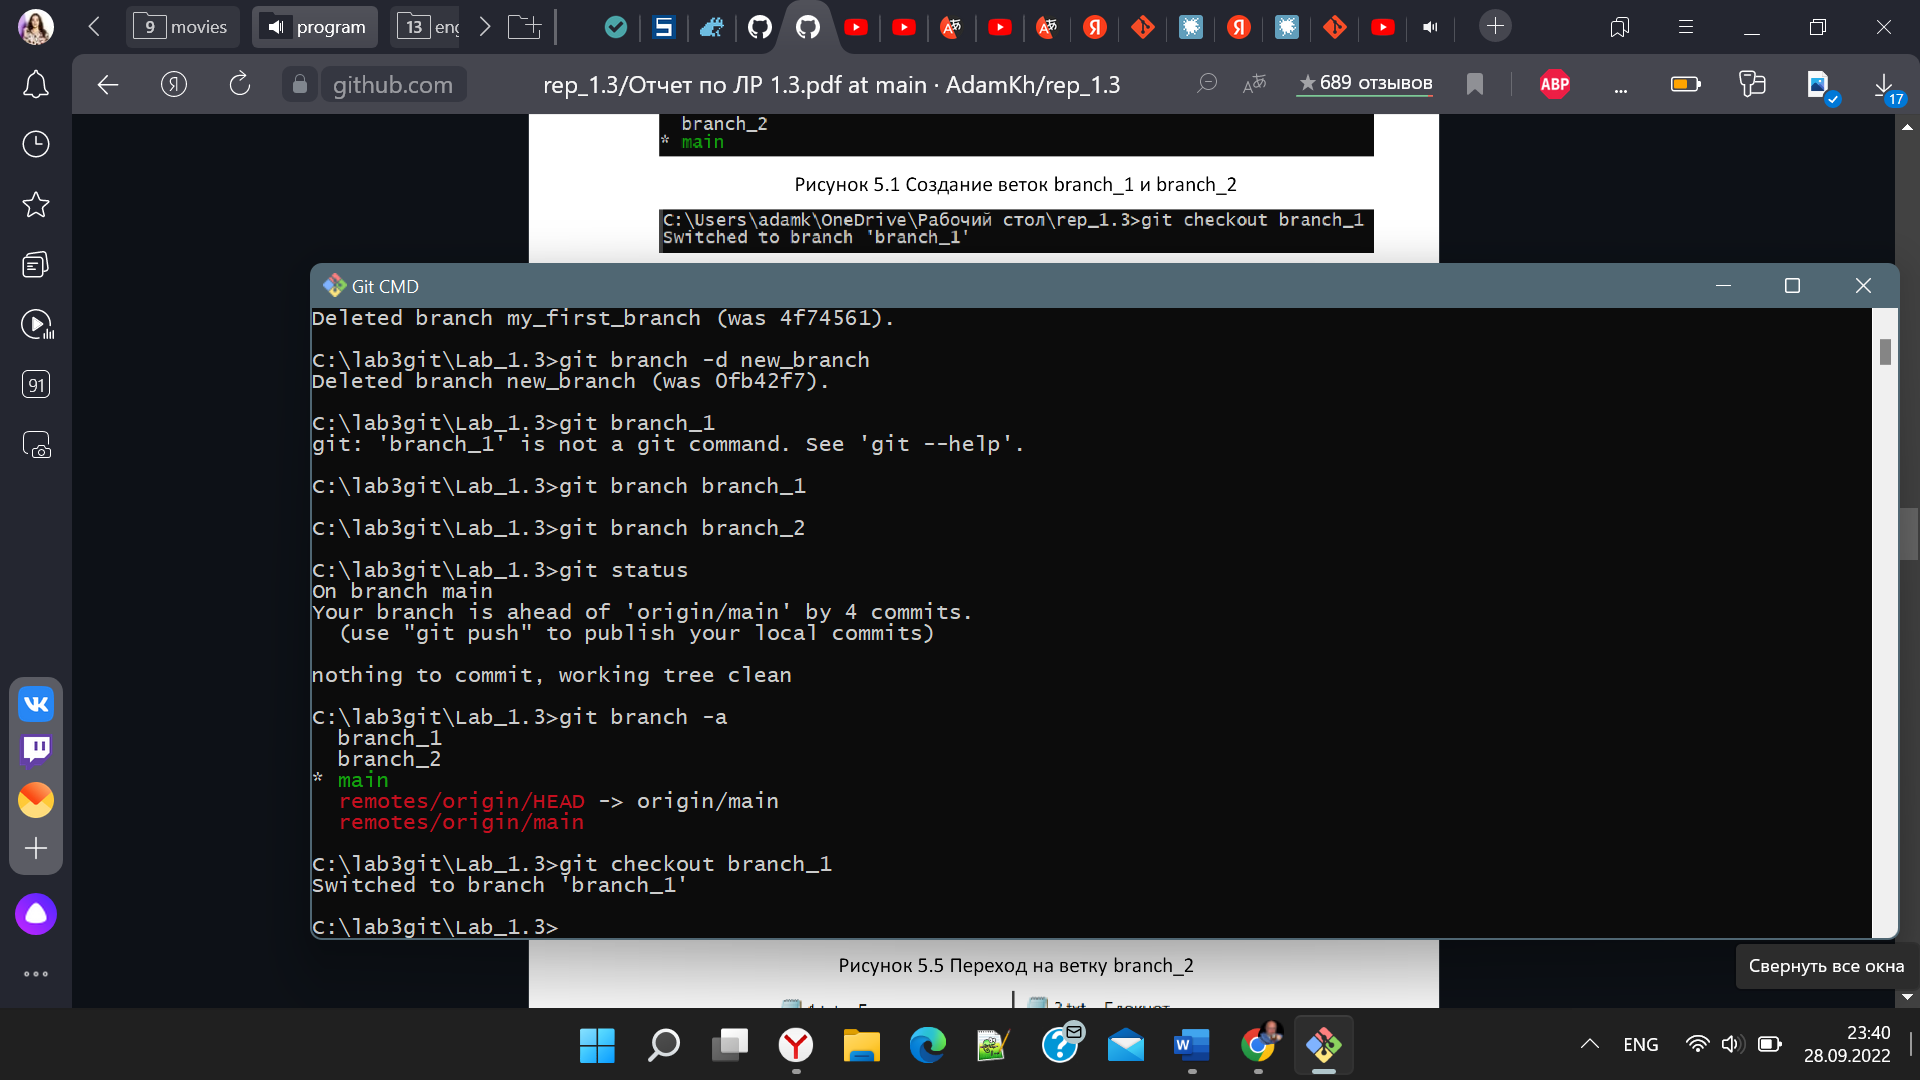 9 movies
program
13 eng
github.com
rep_1.3/Отчет по ЛР 1.3.pdf at main · AdamKh/rep_1.3
★ 689 отзывов
ABP
...
17
91
branch_2
* main
Рисунок 5.1 Создание веток branch_1 и branch_2
C:\Users\adamk\OneDrive\Рабочий стол\rep_1.3>git checkout branch_1
Switched to branch 'branch_1'
Git CMD
Deleted branch my_first_branch (was 4f74561).
C:\lab3git\Lab_1.3>git branch -d new_branch
Deleted branch new_branch (was 0fb42f7).
C:\lab3git\Lab_1.3>git branch_1
git: 'branch_1' is not a git command. See 'git --help'.
C:\lab3git\Lab_1.3>git branch branch_1
C:\lab3git\Lab_1.3>git branch branch_2
C:\lab3git\Lab_1.3>git status
On branch main
Your branch is ahead of 'origin/main' by 4 commits.
(use "git push" to publish your local commits)
nothing to commit, working tree clean
C:\lab3git\Lab_1.3>git branch -a
branch_1
branch_2
* main
remotes/origin/HEAD -> origin/main
remotes/origin/main
C:\lab3git\Lab_1.3>git checkout branch_1
Switched to branch 'branch_1'
C:\lab3git\Lab_1.3>
Рисунок 5.5 Переход на ветку branch_2
Свернуть все окна
ENG
23:40
28.09.2022